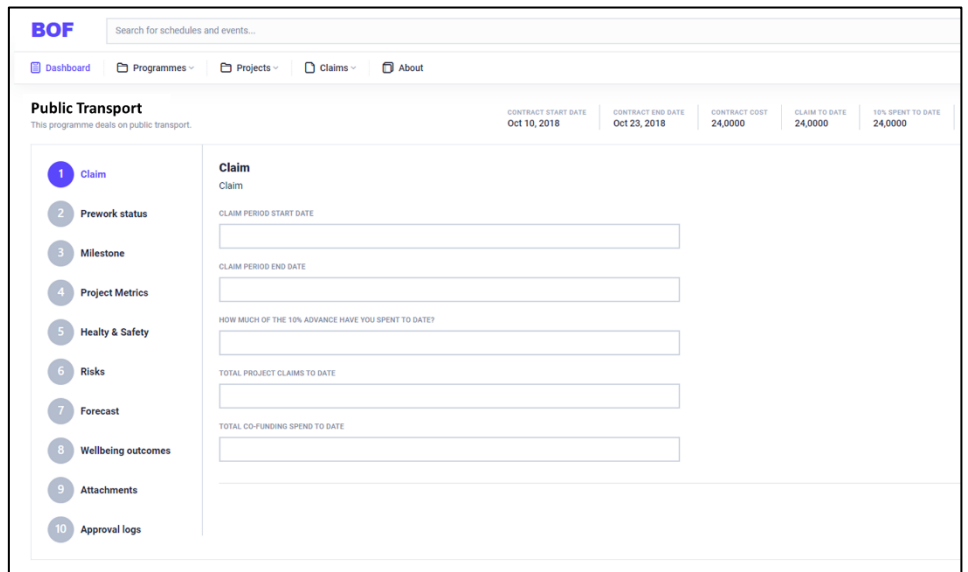 BOF
Search for schedules and events...
Dashboard Programmes Projects Claims About
Public Transport
This programme deals on public transport.
CONTRACT START DATE CONTRACT END DATE CONTRACT COST CLAIM TO DATE 10% SPENT TO DATE
Oct 10, 2018 Oct 23, 2018 24,0000 24,0000 24,0000
1 Claim
2 Prework status
3 Milestone
4 Project Metrics
5 Healty & Safety
6 Risks
7 Forecast
8 Wellbeing outcomes
9 Attachments
10 Approval logs
Claim
Claim
CLAIM PERIOD START DATE
CLAIM PERIOD END DATE
HOW MUCH OF THE 10% ADVANCE HAVE YOU SPENT TO DATE?
TOTAL PROJECT CLAIMS TO DATE
TOTAL CO-FUNDING SPEND TO DATE